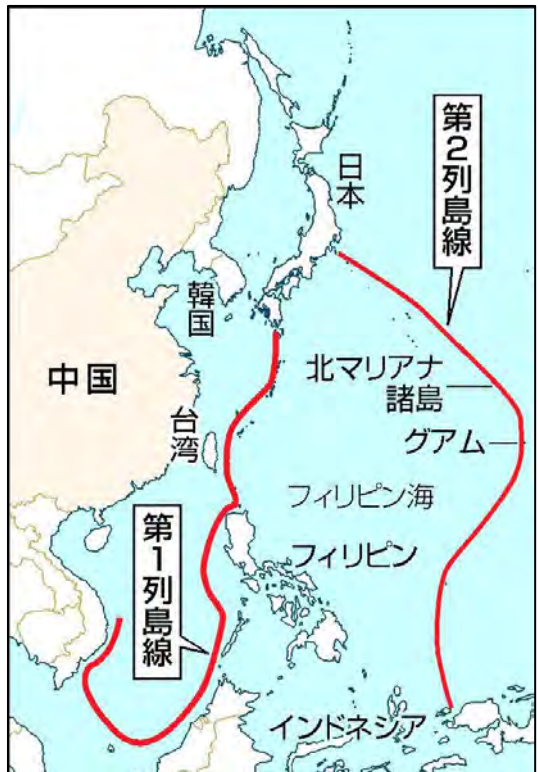 第2列島線
日本
韓国
中国
北マリアナ
諸島
台湾
グアム
フィリピン海
第1列島線
フィリピン
インドネシア